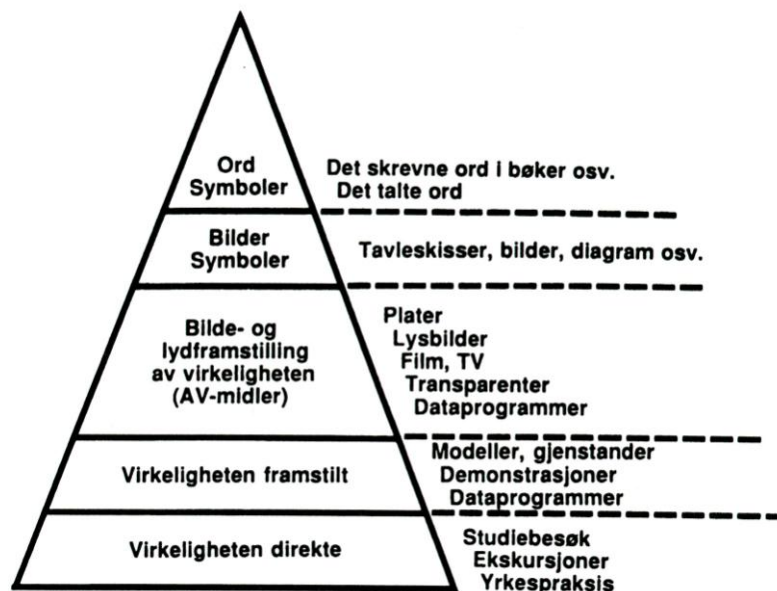 Ord
Symboler
Det skrevne ord i bøker osv.
Det talte ord
Bilder
Symboler
Tavleskisser, bilder, diagram osv.
Bilde- og
lydframstilling
av virkeligheten
(AV-midler)
Plater
Lysbilder
Film, TV
Transparenter
Dataprogrammer
Virkeligheten framstilt
Modeller, gjenstander
Demonstrasjoner
Dataprogrammer
Virkeligheten direkte
Studiebesøk
Ekskursjoner
Yrkespraksis